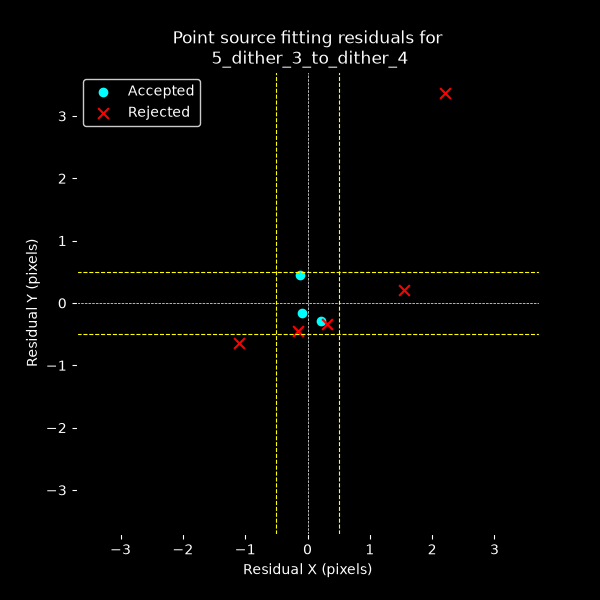 Point source fitting residuals for
5_dither_3_to_dither_4
Accepted
Rejected
Residual Y (pixels)
3
2
1
0
−1
−2
−3
−3
−2
−1
0
1
2
3
Residual X (pixels)